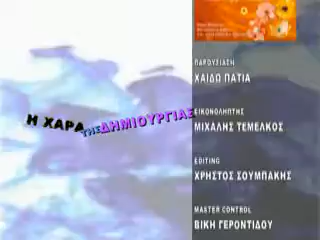 Η ΧΑΡΑ ΤΗΣ ΔΗΜΙΟΥΡΓΙΑΣ
ΠΑΡΟΥΣΙΑΣΗ
ΧΑΙΔΩ ΠΑΤΙΑ
ΕΙΚΟΝΟΛΗΠΤΗΣ
ΜΙΧΑΛΗΣ ΤΕΜΕΛΚΟΣ
EDITING
ΧΡΗΣΤΟΣ ΣΟΥΜΠΑΚΗΣ
MASTER CONTROL
ΒΙΚΗ ΓΕΡΟΝΤΙΔΟΥ